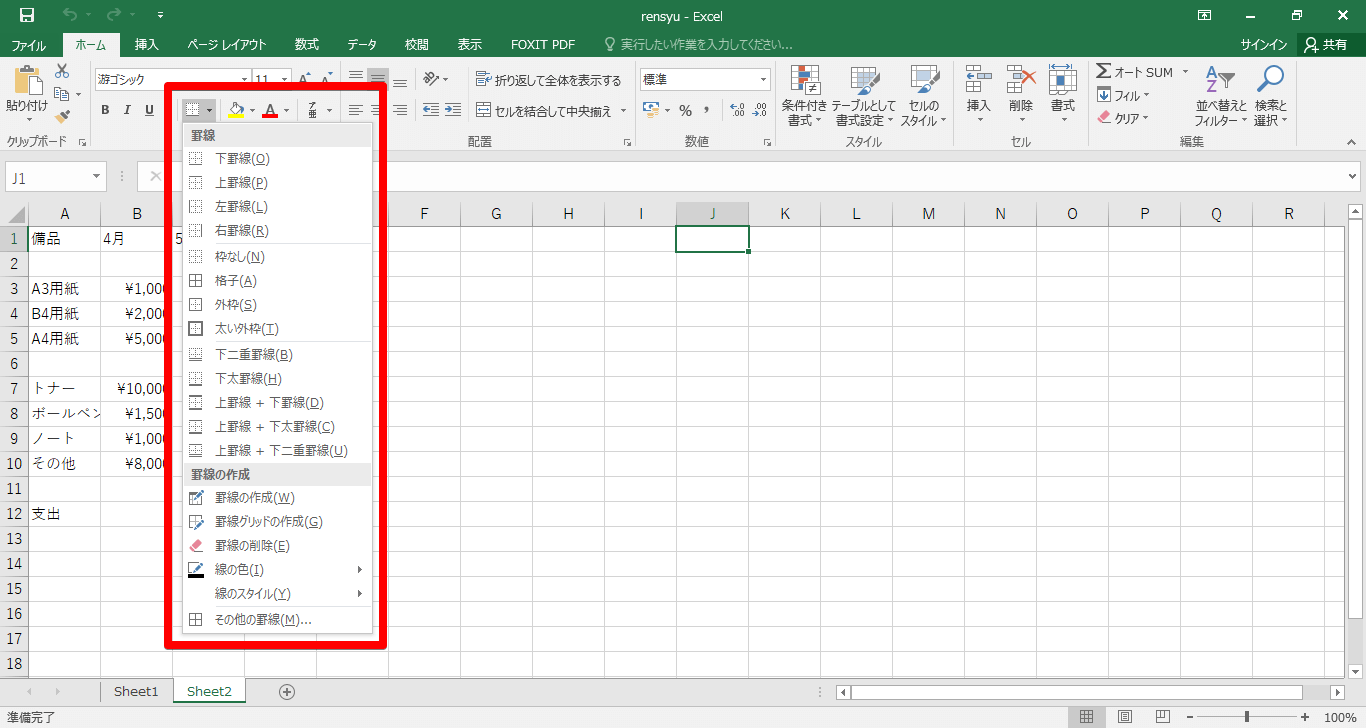 rensyu - Excel
ファイル ホーム 挿入 ページ レイアウト 数式 データ 校閲 表示 FOXIT PDF 実行したい作業を入力してください... サインイン 共有
貼り付け
クリップボード
游ゴシック 11
B I U A 亜
折り返して全体を表示する
セルを結合して中央揃え
配置
標準
% ,
数値
条件付き書式
テーブルとして書式設定
セルのスタイル
スタイル
挿入 削除 書式
セル
Σ オート SUM
フィル
クリア
並べ替えとフィルター
検索と選択
編集
J1
A B F G H I J K L M N O P Q R
1 備品 4月 5
2
3 A3用紙 ¥1,000
4 B4用紙 ¥2,000
5 A4用紙 ¥5,000
6
7 トナー ¥10,000
8 ボールペン ¥1,500
9 ノート ¥1,000
10 その他 ¥8,000
11
12 支出
13
14
15
16
17
18
罫線
下罫線(O)
上罫線(P)
左罫線(L)
右罫線(R)
枠なし(N)
格子(A)
外枠(S)
太い外枠(T)
下二重罫線(B)
下太罫線(H)
上罫線 + 下罫線(D)
上罫線 + 下太罫線(C)
上罫線 + 下二重罫線(U)
罫線の作成
罫線の作成(W)
罫線グリッドの作成(G)
罫線の削除(E)
線の色(I)
線のスタイル(Y)
その他の罫線(M)...
Sheet1 Sheet2
準備完了
100%